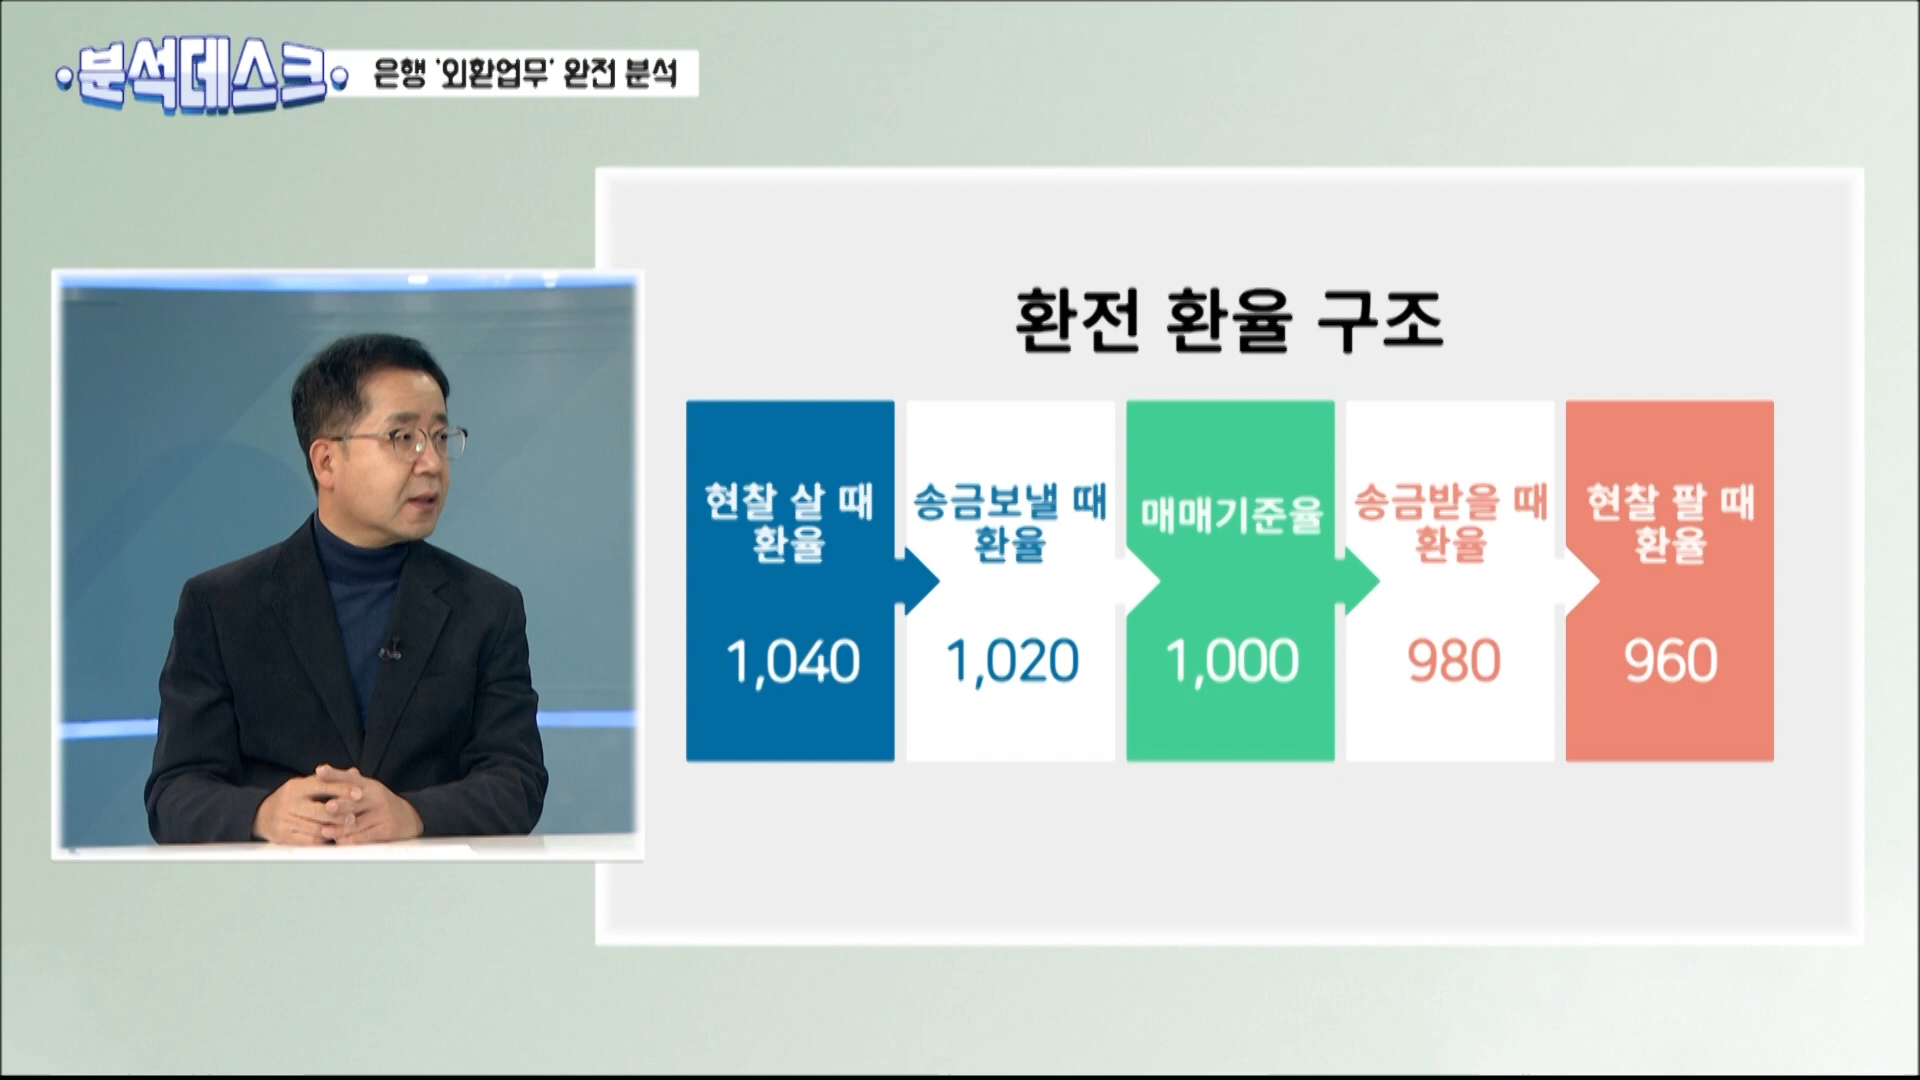 분석데스크
은행 '외환업무' 완전 분석
환전 환율 구조
현찰 살 때
환율
1,040
송금보낼 때
환율
1,020
매매기준율
1,000
송금받을 때
환율
980
현찰 팔 때
환율
960